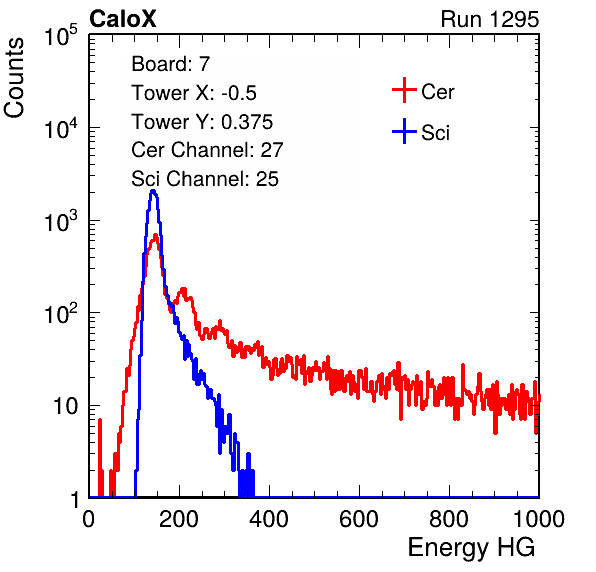 CaloX Run 1295
Counts
Board: 7
Tower X: -0.5
Tower Y: 0.375
Cer Channel: 27
Sci Channel: 25
Cer
Sci
10^5
10^4
10^3
10^2
10
1
0 200 400 600 800 1000
Energy HG